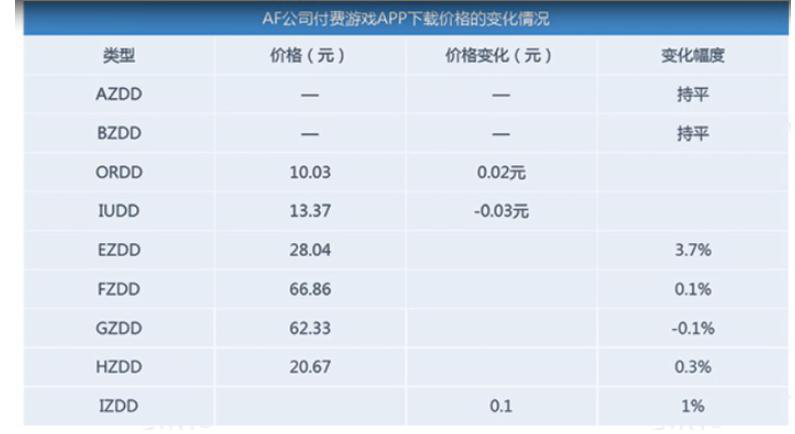 AF公司付费游戏APP下载价格的变化情况
类型 价格（元） 价格变化（元） 变化幅度
AZDD — — 持平
BZDD — — 持平
ORDD 10.03 0.02元
IUDD 13.37 -0.03元
EZDD 28.04 3.7%
FZDD 66.86 0.1%
GZDD 62.33 -0.1%
HZDD 20.67 0.3%
IZDD 0.1 1%